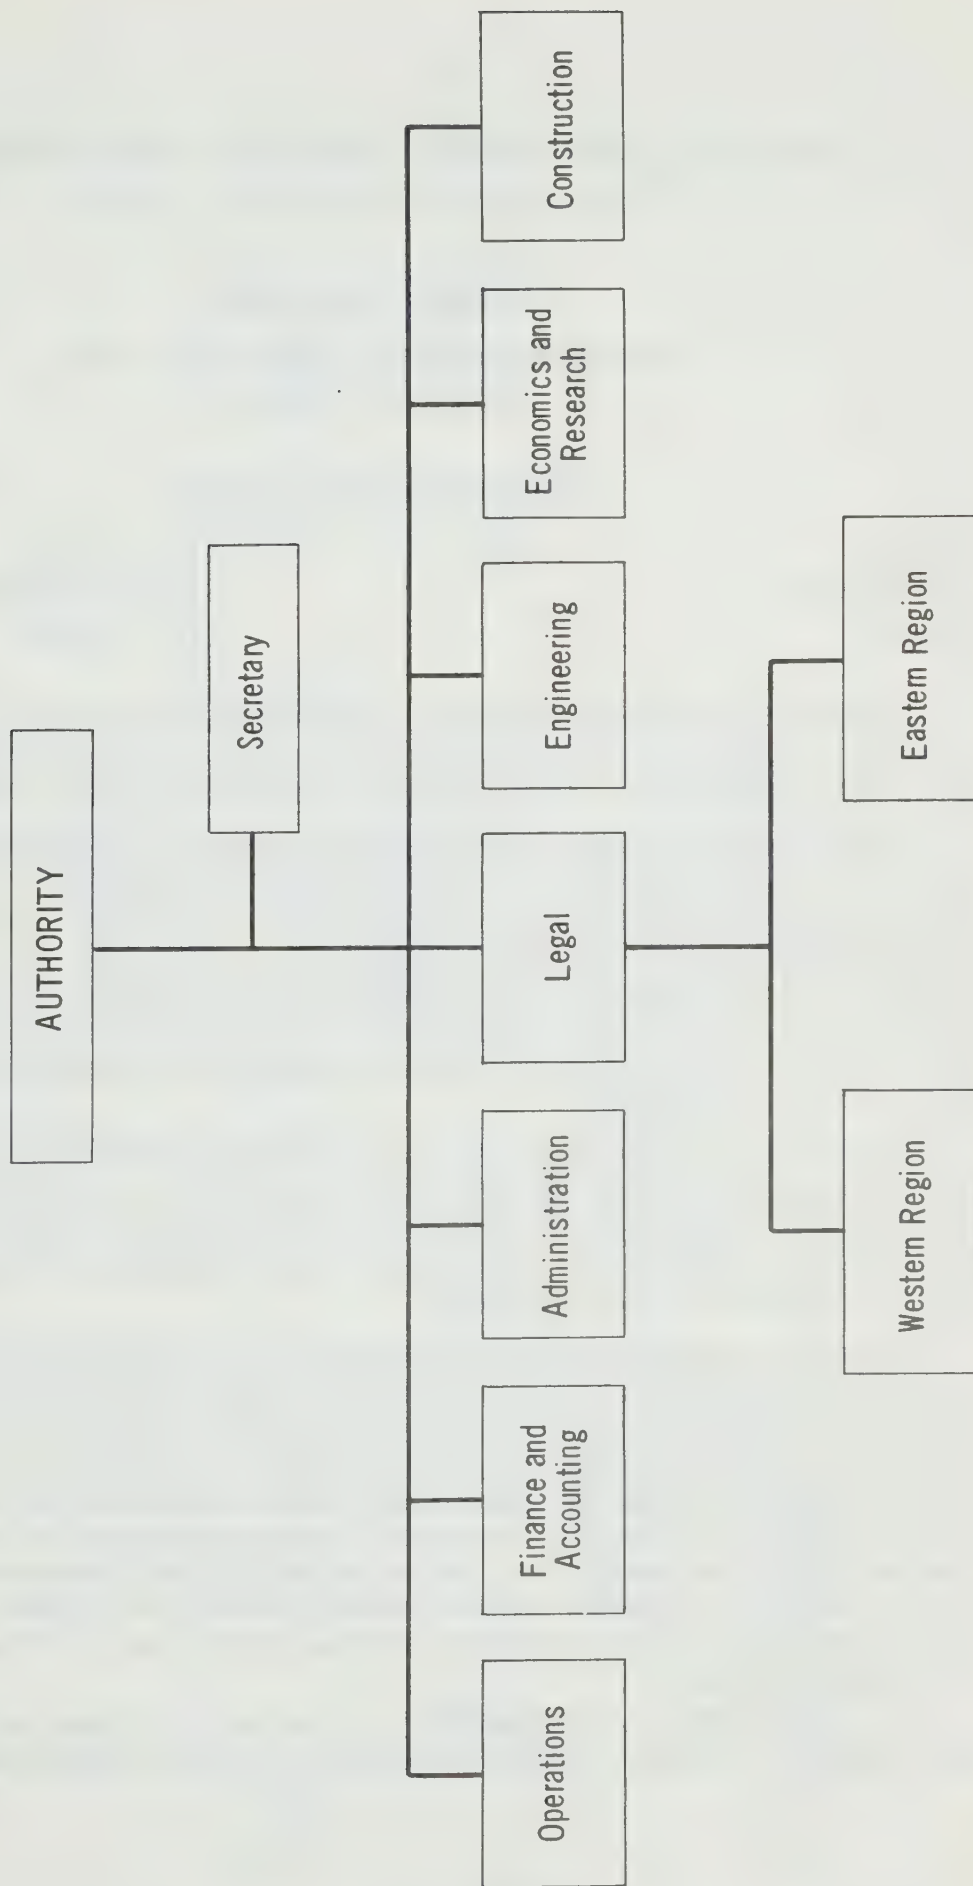 AUTHORITY
Secretary
Operations
Finance and
Accounting
Administration
Legal
Engineering
Economics and
Research
Construction
Western Region
Eastern Region